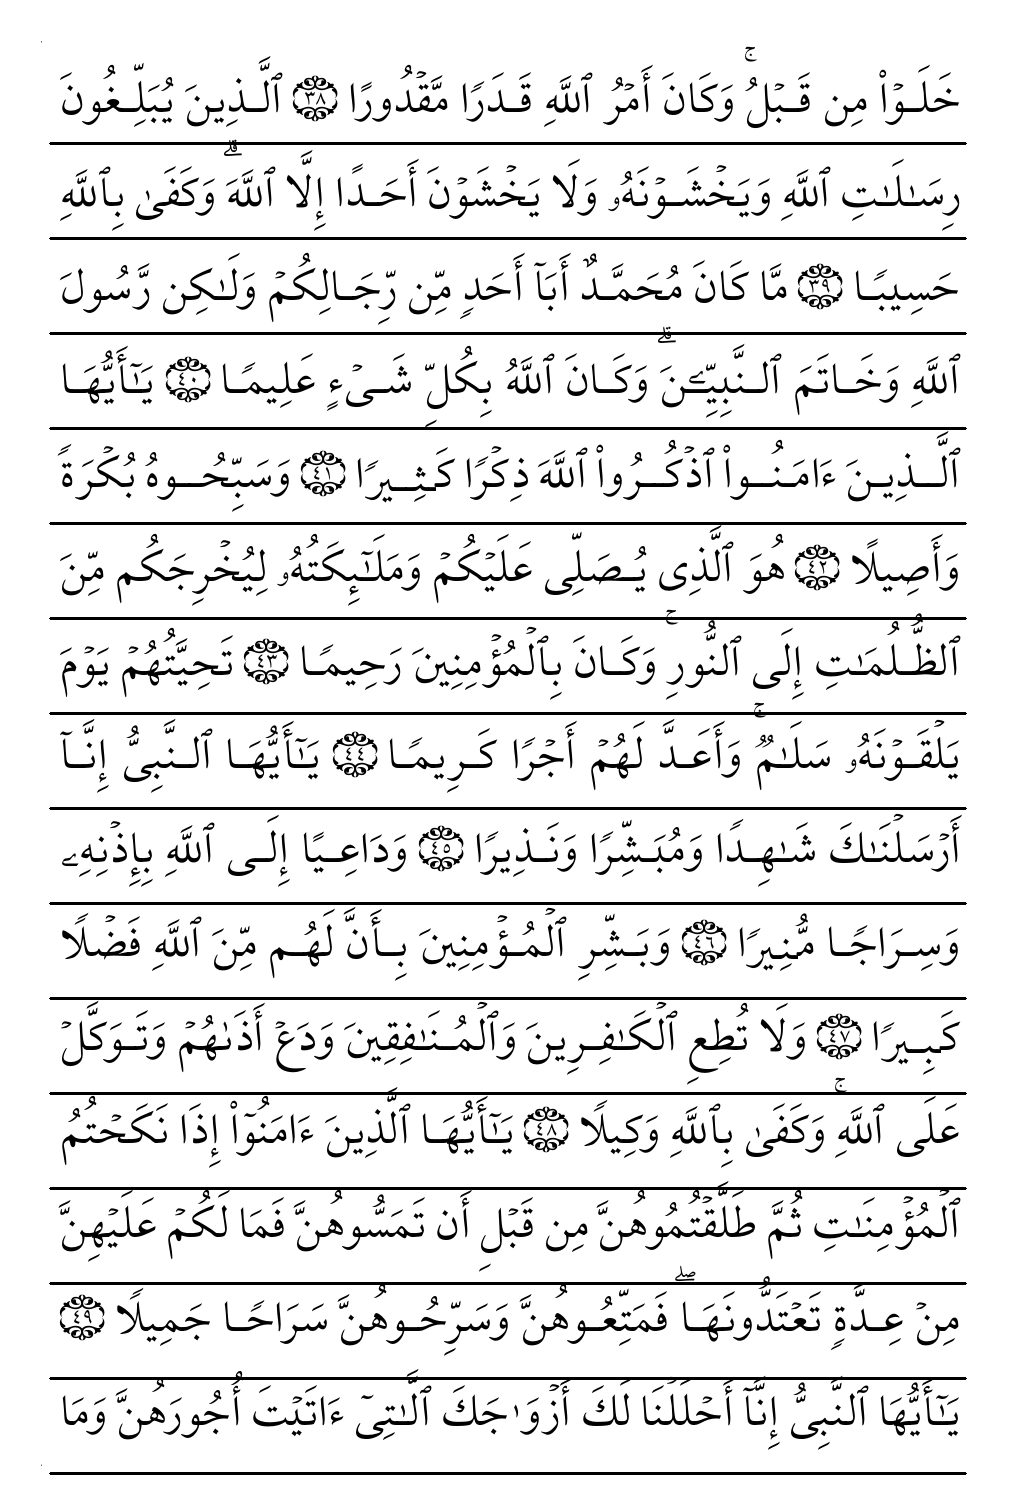 خَلَوۡاْ مِن قَبۡلُۚ وَكَانَ أَمۡرُ ٱللَّهِ قَدَرٗا مَّقۡدُورًا ٣٨ ٱلَّذِينَ يُبَلِّغُونَ
رِسَٰلَٰتِ ٱللَّهِ وَيَخۡشَوۡنَهُۥ وَلَا يَخۡشَوۡنَ أَحَدًا إِلَّا ٱللَّهَۗ وَكَفَىٰ بِٱللَّهِ
حَسِيبٗا ٣٩ مَّا كَانَ مُحَمَّدٌ أَبَآ أَحَدٖ مِّن رِّجَالِكُمۡ وَلَٰكِن رَّسُولَ
ٱللَّهِ وَخَاتَمَ ٱلنَّبِيِّـۧنَۗ وَكَانَ ٱللَّهُ بِكُلِّ شَيۡءٍ عَلِيمٗا ٤٠ يَٰٓأَيُّهَا
ٱلَّذِينَ ءَامَنُواْ ٱذۡكُرُواْ ٱللَّهَ ذِكۡرٗا كَثِيرٗا ٤١ وَسَبِّحُوهُ بُكۡرَةٗ
وَأَصِيلًا ٤٢ هُوَ ٱلَّذِي يُصَلِّي عَلَيۡكُمۡ وَمَلَٰٓئِكَتُهُۥ لِيُخۡرِجَكُم مِّنَ
ٱلظُّلُمَٰتِ إِلَى ٱلنُّورِۚ وَكَانَ بِٱلۡمُؤۡمِنِينَ رَحِيمٗا ٤٣ تَحِيَّتُهُمۡ يَوۡمَ
يَلۡقَوۡنَهُۥ سَلَٰمٞۚ وَأَعَدَّ لَهُمۡ أَجۡرٗا كَرِيمٗا ٤٤ يَٰٓأَيُّهَا ٱلنَّبِيُّ إِنَّآ
أَرۡسَلۡنَٰكَ شَٰهِدٗا وَمُبَشِّرٗا وَنَذِيرٗا ٤٥ وَدَاعِيًا إِلَى ٱللَّهِ بِإِذۡنِهِۦ
وَسِرَاجٗا مُّنِيرٗا ٤٦ وَبَشِّرِ ٱلۡمُؤۡمِنِينَ بِأَنَّ لَهُم مِّنَ ٱللَّهِ فَضۡلٗا
كَبِيرٗا ٤٧ وَلَا تُطِعِ ٱلۡكَٰفِرِينَ وَٱلۡمُنَٰفِقِينَ وَدَعۡ أَذَىٰهُمۡ وَتَوَكَّلۡ
عَلَى ٱللَّهِۚ وَكَفَىٰ بِٱللَّهِ وَكِيلٗا ٤٨ يَٰٓأَيُّهَا ٱلَّذِينَ ءَامَنُوٓاْ إِذَا نَكَحۡتُمُ
ٱلۡمُؤۡمِنَٰتِ ثُمَّ طَلَّقۡتُمُوهُنَّ مِن قَبۡلِ أَن تَمَسُّوهُنَّ فَمَا لَكُمۡ عَلَيۡهِنَّ
مِنۡ عِدَّةٖ تَعۡتَدُّونَهَاۖ فَمَتِّعُوهُنَّ وَسَرِّحُوهُنَّ سَرَاحٗا جَمِيلٗا ٤٩
يَٰٓأَيُّهَا ٱلنَّبِيُّ إِنَّآ أَحۡلَلۡنَا لَكَ أَزۡوَٰجَكَ ٱلَّٰتِيٓ ءَاتَيۡتَ أُجُورَهُنَّ وَمَا